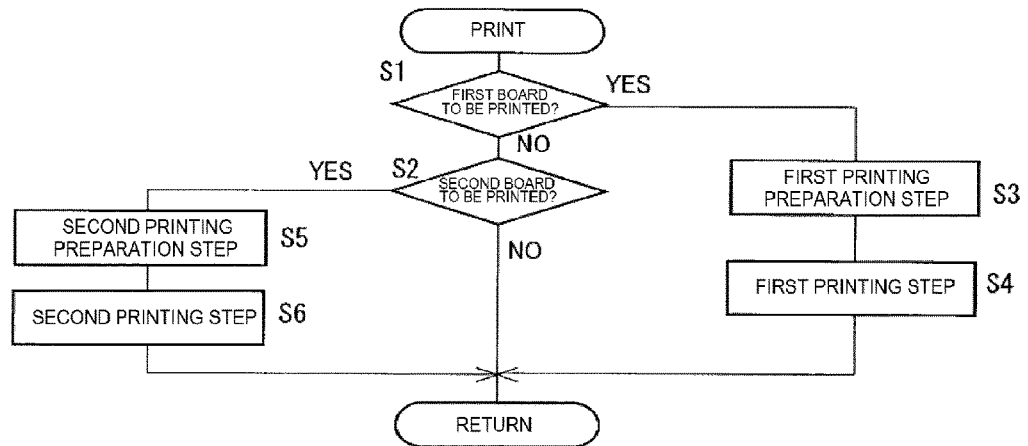 PRINT
S1
FIRST BOARD
TO BE PRINTED?
YES
NO
S2
YES
SECOND BOARD
TO BE PRINTED?
FIRST PRINTING
PREPARATION STEP
S3
SECOND PRINTING
PREPARATION STEP
S5
NO
FIRST PRINTING STEP
S4
SECOND PRINTING STEP
S6
RETURN